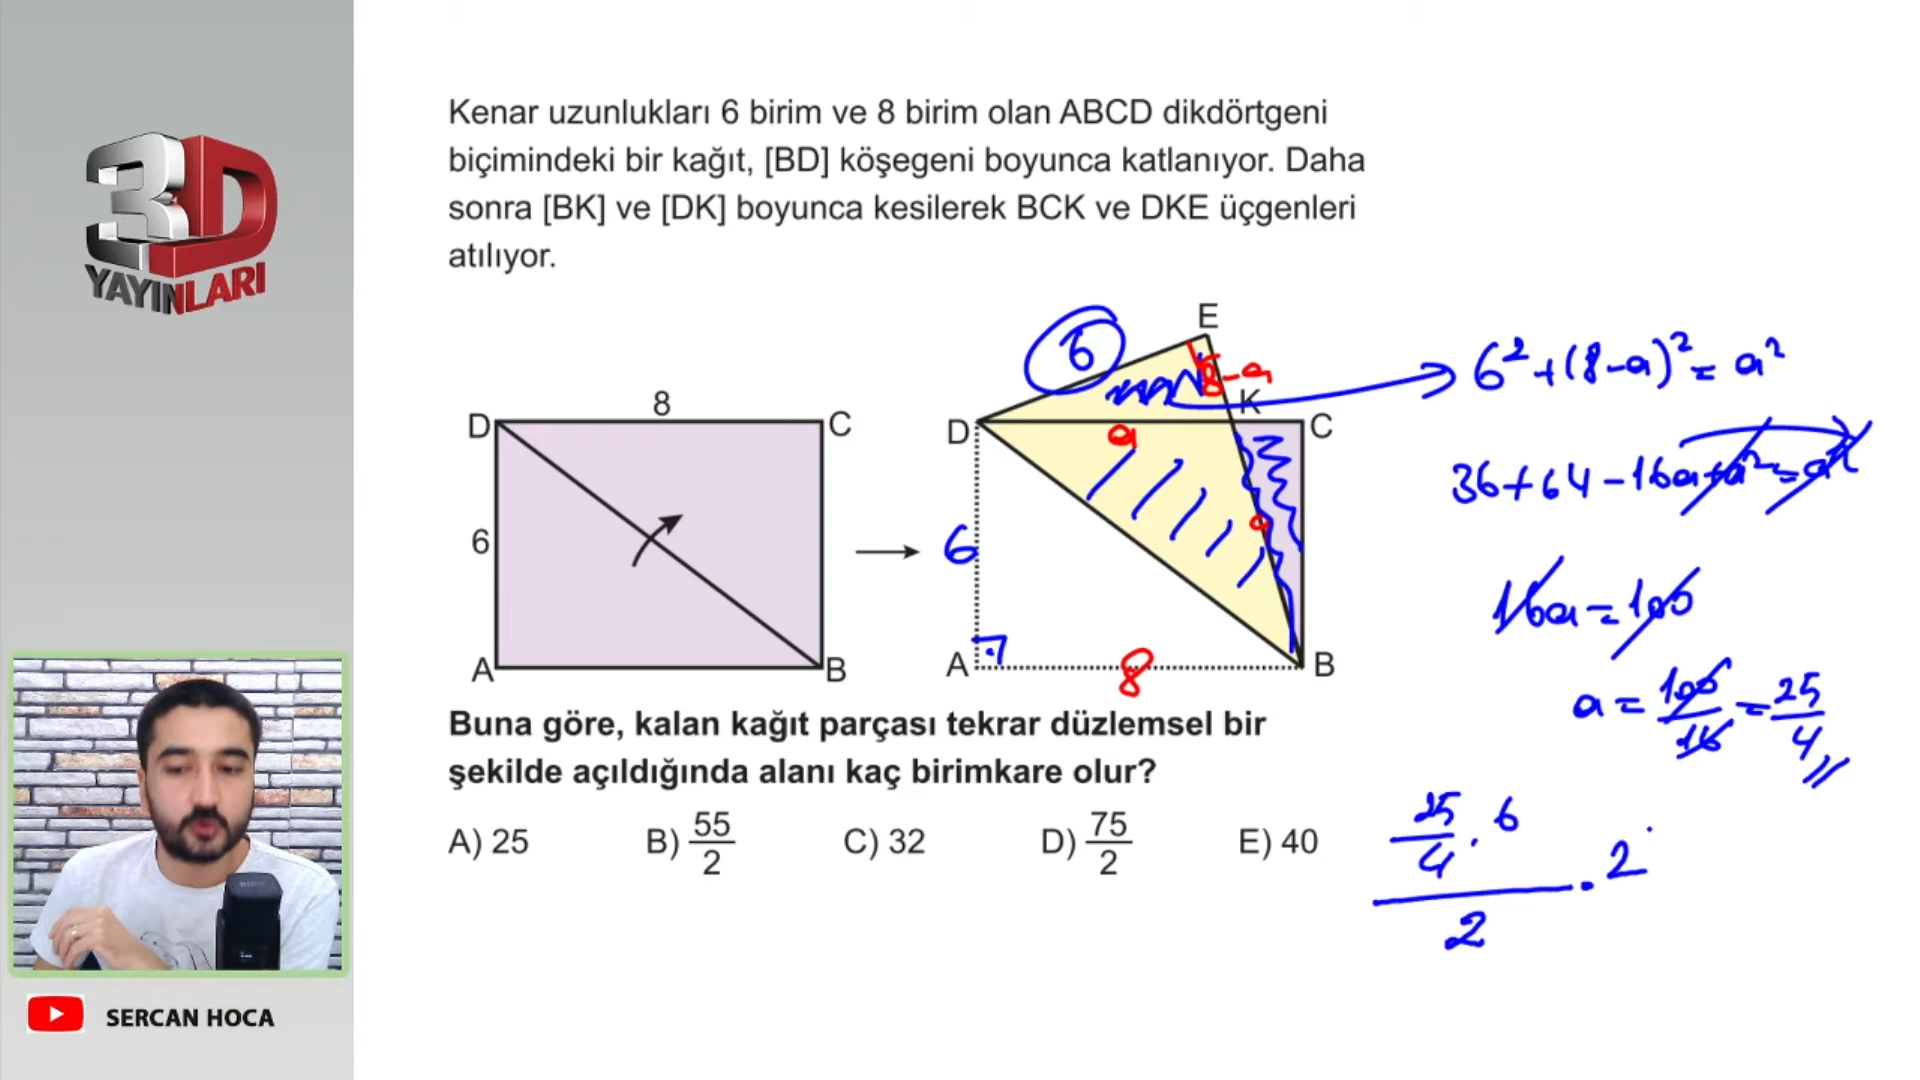 3D
YAYINLARI
Kenar uzunlukları 6 birim ve 8 birim olan ABCD dikdörtgeni
biçimindeki bir kağıt, [BD] köşegeni boyunca katlanıyor. Daha
sonra [BK] ve [DK] boyunca kesilerek BCK ve DKE üçgenleri
atılıyor.
D 8 C
6
A B
E
6
8-a
K
D a C
a
6
A 8 B
6² + (8-a)² = a²
36+64-16a+a²=a²
16a=100
a = 100/16 = 25/4
Buna göre, kalan kağıt parçası tekrar düzlemsel bir
şekilde açıldığında alanı kaç birimkare olur?
A) 25 B) 55/2 C) 32 D) 75/2 E) 40
25/4 . 6 / 2 . 2
SERCAN HOCA